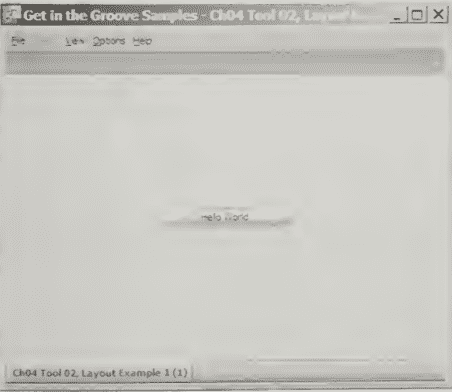 Get in the Groove Samples - Ch04 Tool 02, Layout
File View Options Help
Hello World
Ch04 Tool 02, Layout Example 1 (1)